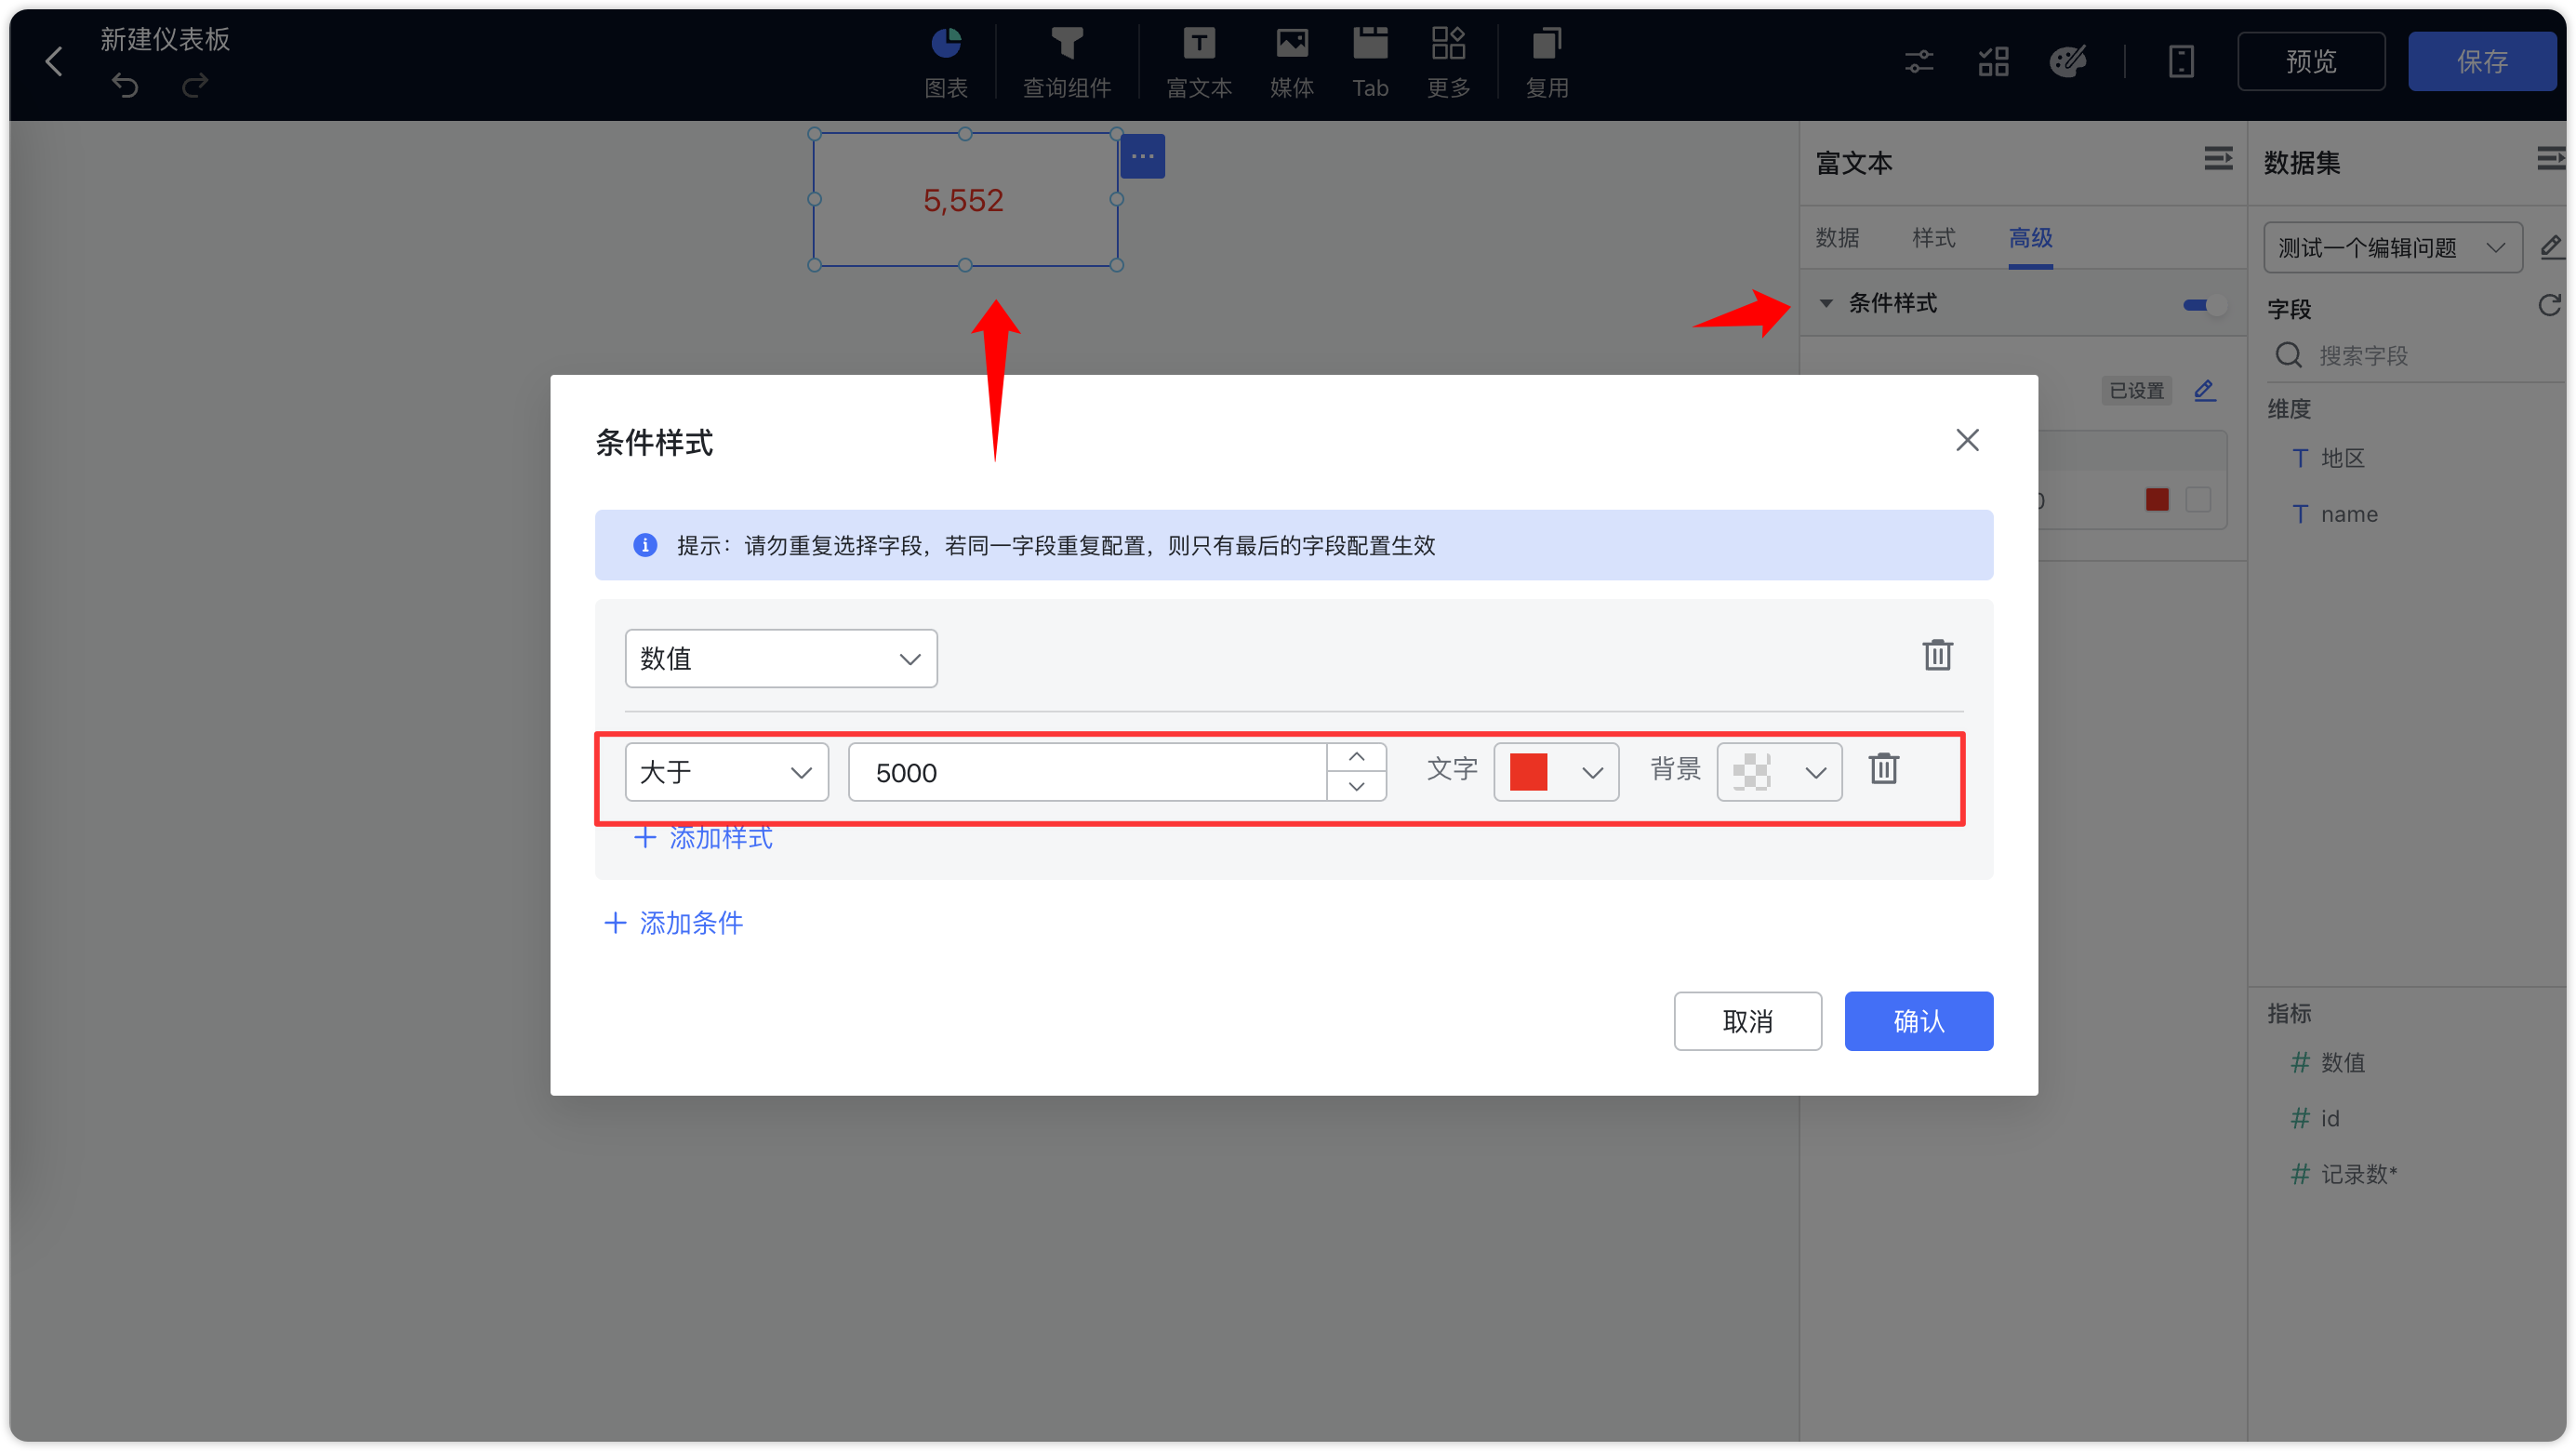 新建仪表板
图表
查询组件
富文本
媒体
Tab
更多
复用
预览
保存
5,552
富文本
数据
样式
高级
条件样式
已设置
数据集
测试一个编辑问题
字段
搜索字段
维度
T 地区
T name
指标
# 数值
# id
# 记录数*
条件样式
提示：请勿重复选择字段，若同一字段重复配置，则只有最后的字段配置生效
数值
大于
5000
文字
背景
+ 添加样式
+ 添加条件
取消
确认